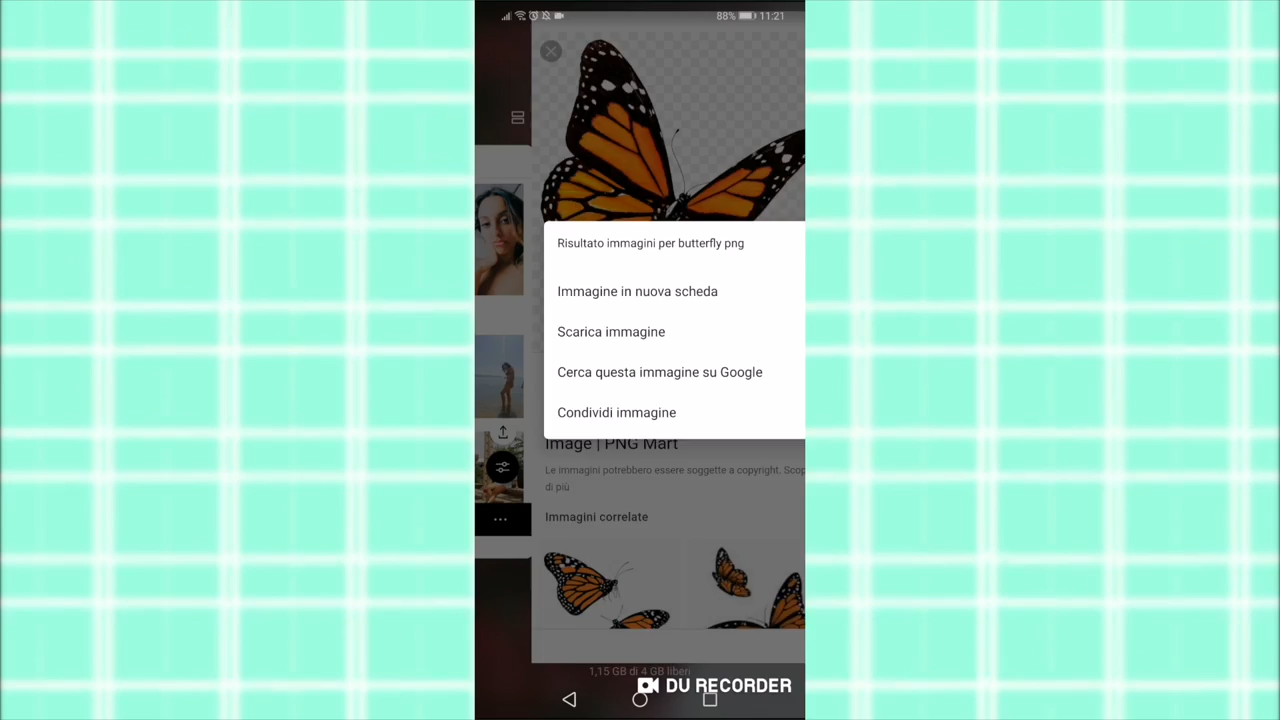 88% 11:21
Risultato immagini per butterfly png
Immagine in nuova scheda
Scarica immagine
Cerca questa immagine su Google
Condividi immagine
Image | PNG Mart
Le immagini potrebbero essere soggette a copyright. Scop
di più
Immagini correlate
1,15 GB di 4 GB liberi
DU RECORDER